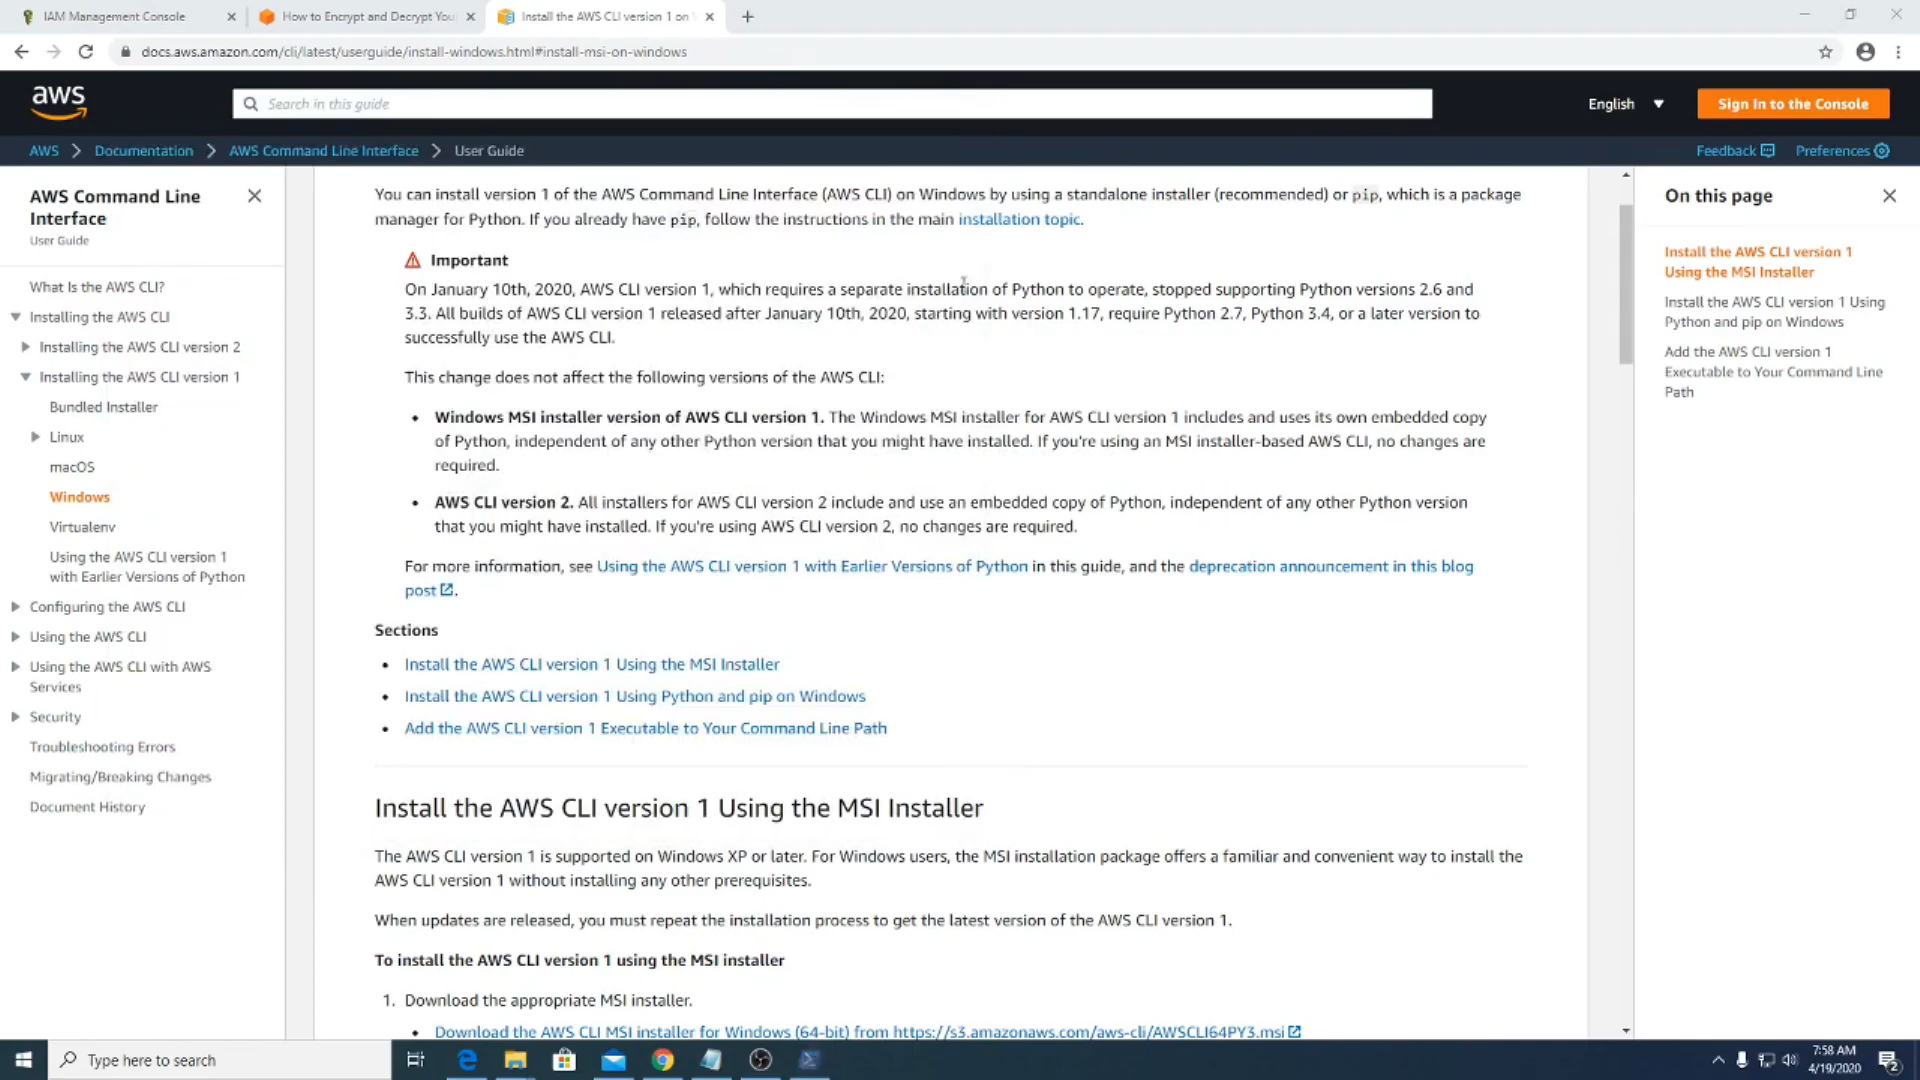 IAM Management Console
How to Encrypt and Decrypt You
Install the AWS CLI version 1 on
docs.aws.amazon.com/cli/latest/userguide/install-windows.html#install-msi-on-windows
aws
Search in this guide
English
Sign In to the Console
AWS
Documentation
AWS Command Line Interface
User Guide
Feedback
Preferences
AWS Command Line
Interface
User Guide
What Is the AWS CLI?
Installing the AWS CLI
Installing the AWS CLI version 2
Installing the AWS CLI version 1
Bundled Installer
Linux
macOS
Windows
Virtualenv
Using the AWS CLI version 1
with Earlier Versions of Python
Configuring the AWS CLI
Using the AWS CLI
Using the AWS CLI with AWS
Services
Security
Troubleshooting Errors
Migrating/Breaking Changes
Document History
You can install version 1 of the AWS Command Line Interface (AWS CLI) on Windows by using a standalone installer (recommended) or pip, which is a package
manager for Python. If you already have pip, follow the instructions in the main installation topic.
Important
On January 10th, 2020, AWS CLI version 1, which requires a separate installation of Python to operate, stopped supporting Python versions 2.6 and
3.3. All builds of AWS CLI version 1 released after January 10th, 2020, starting with version 1.17, require Python 2.7, Python 3.4, or a later version to
successfully use the AWS CLI.
This change does not affect the following versions of the AWS CLI:
• Windows MSI installer version of AWS CLI version 1. The Windows MSI installer for AWS CLI version 1 includes and uses its own embedded copy
of Python, independent of any other Python version that you might have installed. If you're using an MSI installer-based AWS CLI, no changes are
required.
• AWS CLI version 2. All installers for AWS CLI version 2 include and use an embedded copy of Python, independent of any other Python version
that you might have installed. If you're using AWS CLI version 2, no changes are required.
For more information, see Using the AWS CLI version 1 with Earlier Versions of Python in this guide, and the deprecation announcement in this blog
post.
Sections
• Install the AWS CLI version 1 Using the MSI Installer
• Install the AWS CLI version 1 Using Python and pip on Windows
• Add the AWS CLI version 1 Executable to Your Command Line Path
Install the AWS CLI version 1 Using the MSI Installer
The AWS CLI version 1 is supported on Windows XP or later. For Windows users, the MSI installation package offers a familiar and convenient way to install the
AWS CLI version 1 without installing any other prerequisites.
When updates are released, you must repeat the installation process to get the latest version of the AWS CLI version 1.
To install the AWS CLI version 1 using the MSI installer
1. Download the appropriate MSI installer.
• Download the AWS CLI MSI installer for Windows (64-bit) from https://s3.amazonaws.com/aws-cli/AWSCLI64PY3.msi
On this page
Install the AWS CLI version 1
Using the MSI Installer
Install the AWS CLI version 1 Using
Python and pip on Windows
Add the AWS CLI version 1
Executable to Your Command Line
Path
Type here to search
7:58 AM
4/19/2020
2